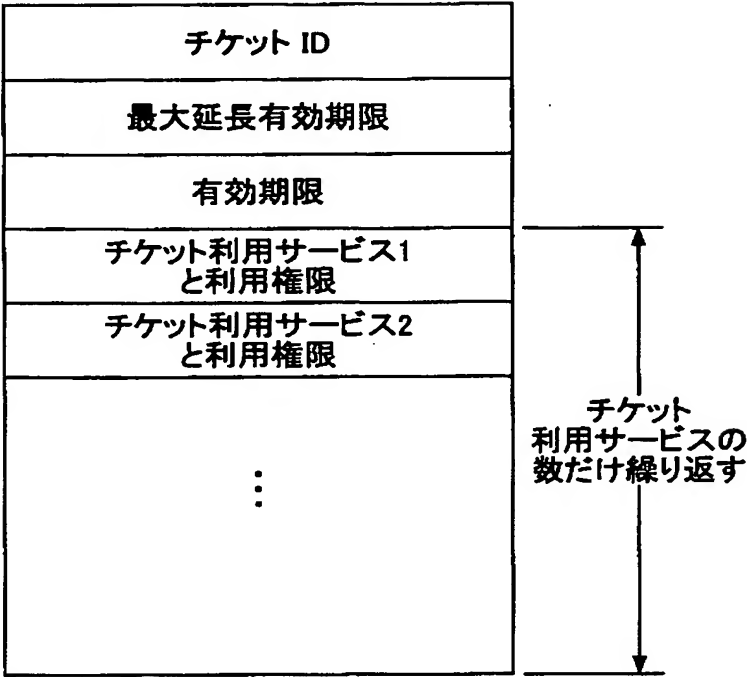 チケット ID
最大延長有効期限
有効期限
チケット利用サービス1
と利用権限
チケット利用サービス2
と利用権限
チケット
利用サービスの
数だけ繰り返す